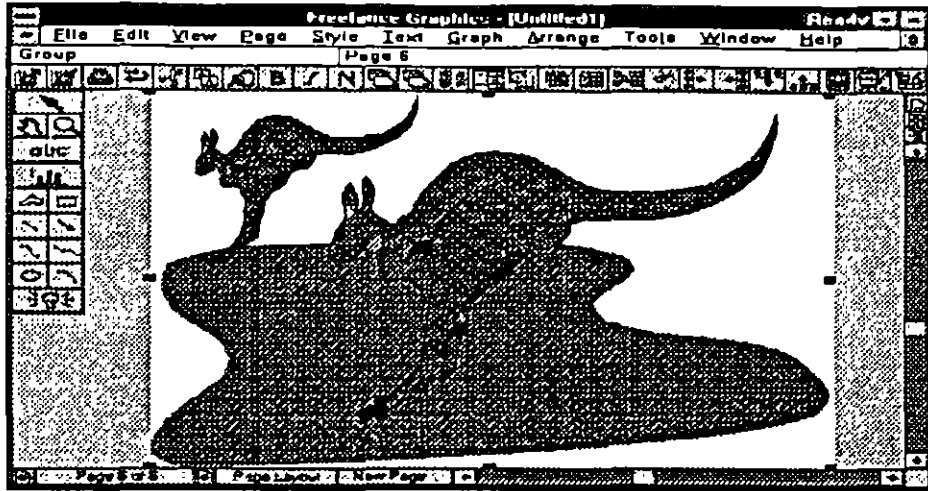 Freelance Graphics - [Untitled1] Ready
File Edit View Page Style Text Graph Arrange Tools Window Help
Group Page 6
B I N
abc
Page 6 of 6 Page Layout New Page